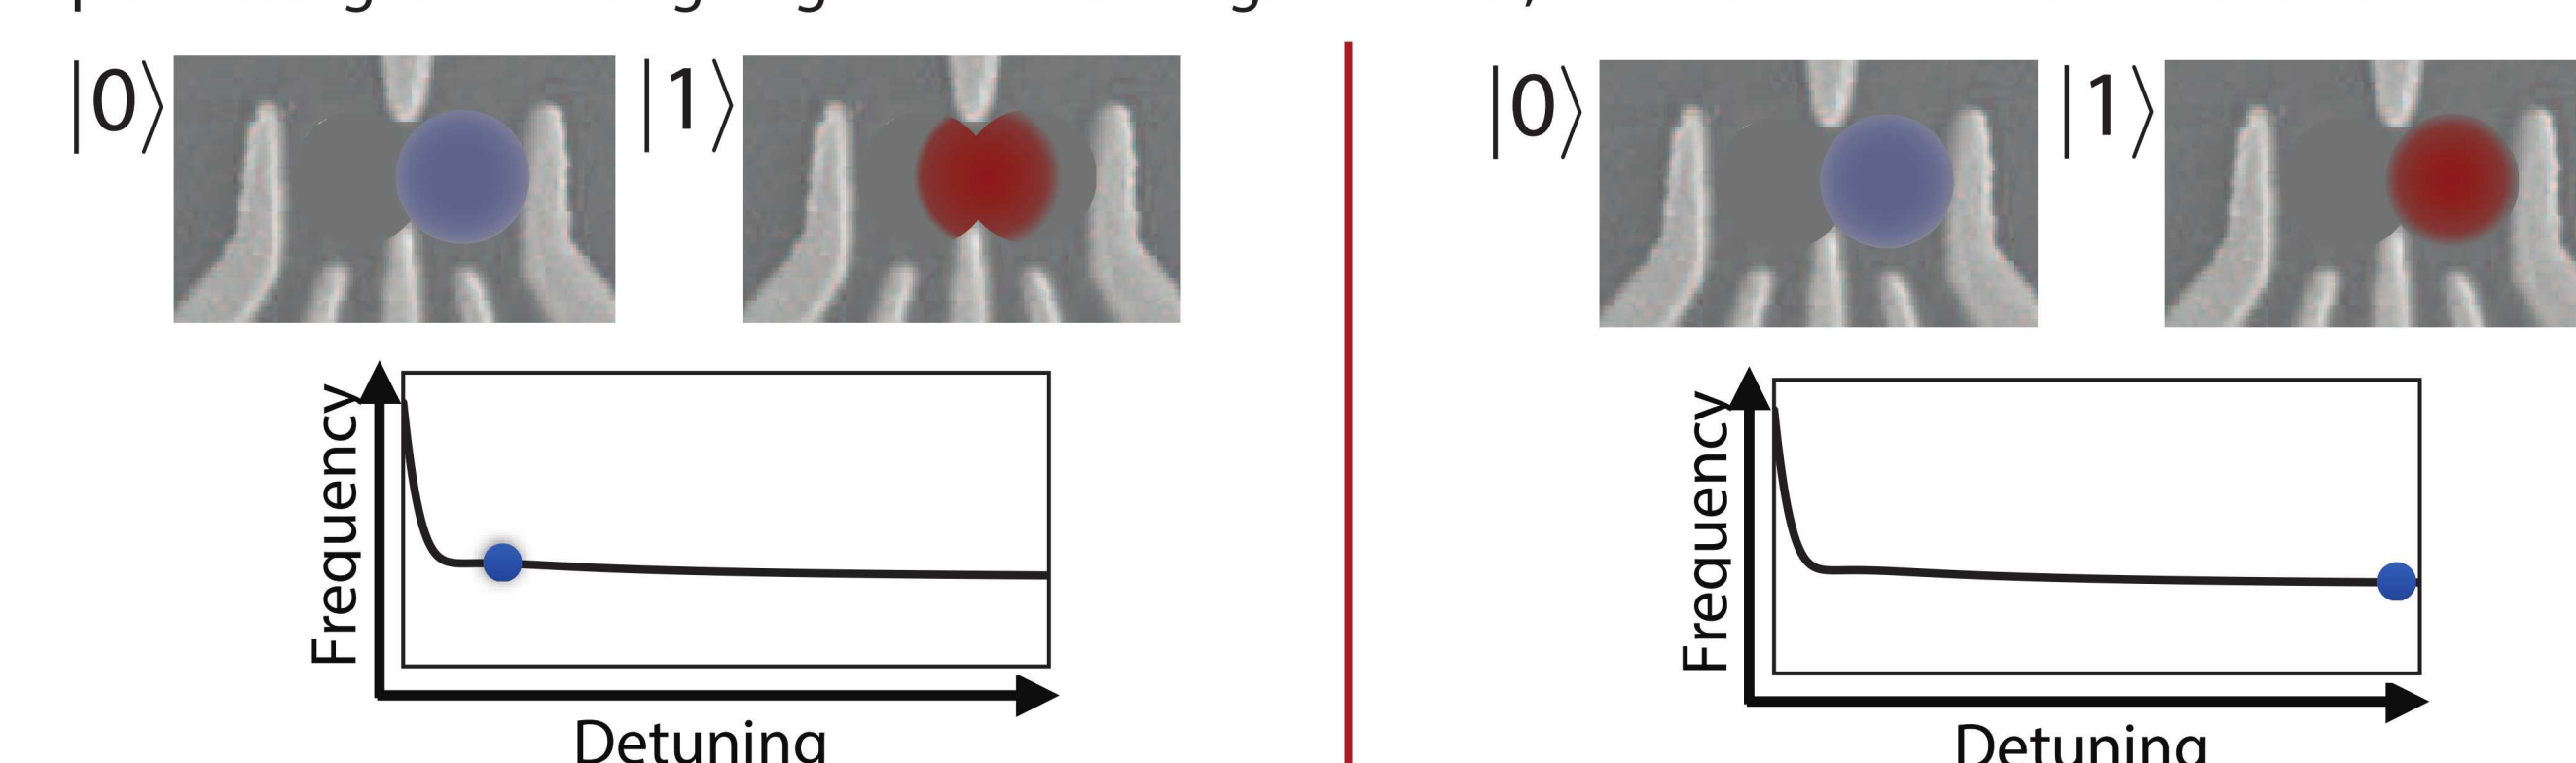 |0⟩ |1⟩ |0⟩ |1⟩
Frequency Frequency
Detuning Detuning